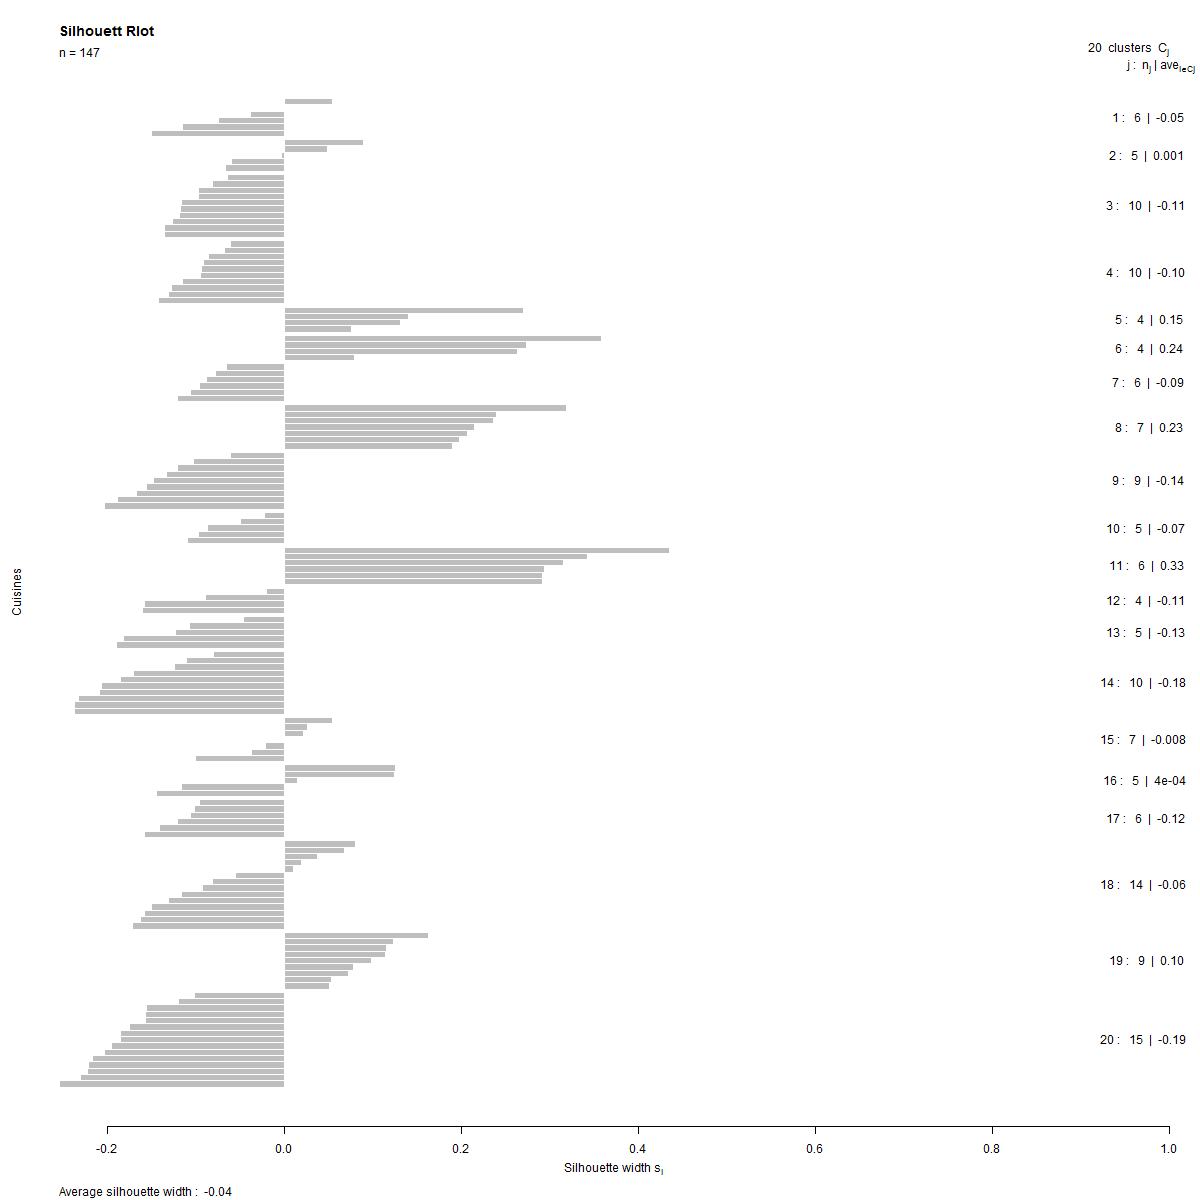 Silhouett Rlot
n = 147
20 clusters Cj
j : nj | avei∈Cj
1 : 6 | -0.05
2 : 5 | 0.001
3 : 10 | -0.11
4 : 10 | -0.10
5 : 4 | 0.15
6 : 4 | 0.24
7 : 6 | -0.09
8 : 7 | 0.23
9 : 9 | -0.14
10 : 5 | -0.07
11 : 6 | 0.33
12 : 4 | -0.11
13 : 5 | -0.13
14 : 10 | -0.18
15 : 7 | -0.008
16 : 5 | 4e-04
17 : 6 | -0.12
18 : 14 | -0.06
19 : 9 | 0.10
20 : 15 | -0.19
Cuisines
-0.2 0.0 0.2 0.4 0.6 0.8 1.0
Silhouette width si
Average silhouette width : -0.04